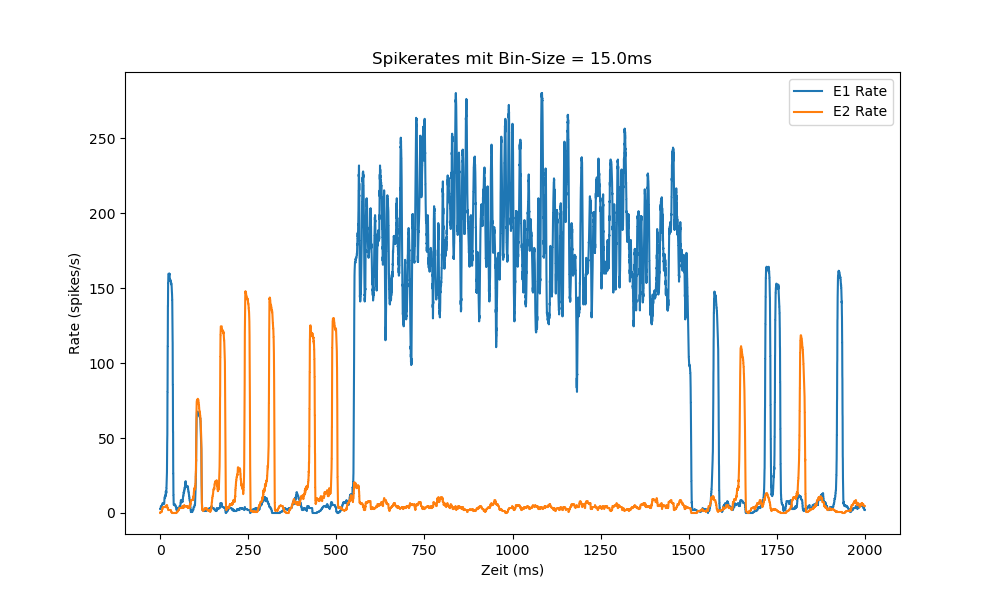 Spikerates mit Bin-Size = 15.0ms
E1 Rate
E2 Rate
Rate (spikes/s)
250
200
150
100
50
0
0 250 500 750 1000 1250 1500 1750 2000
Zeit (ms)